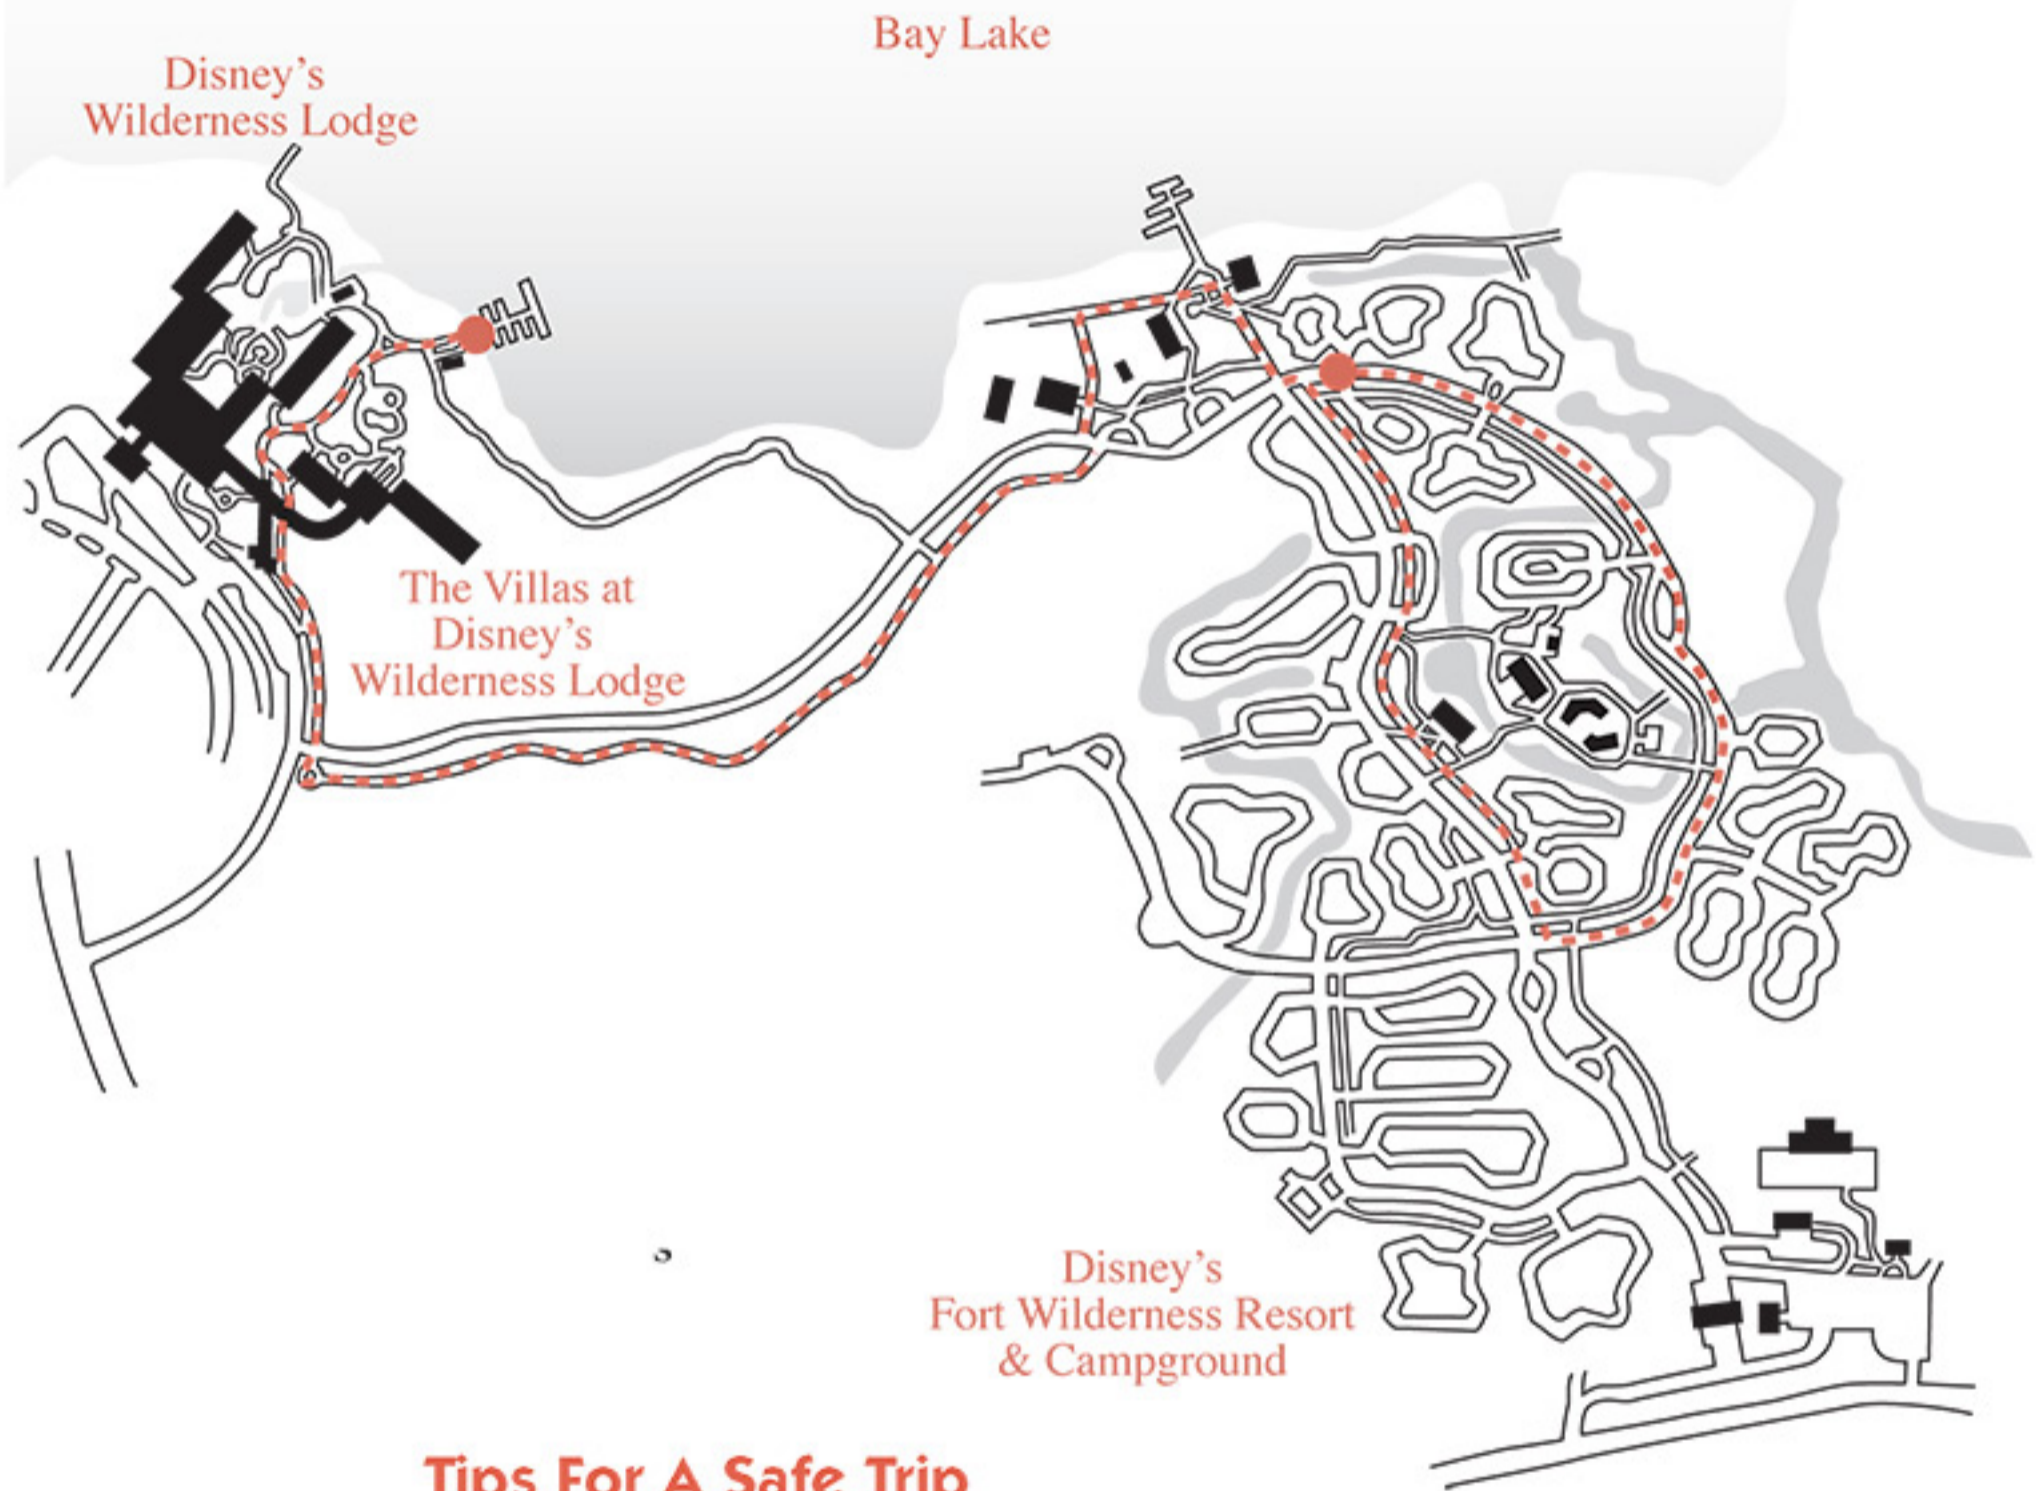 Bay Lake
Disney's
Wilderness Lodge
The Villas at
Disney's
Wilderness Lodge
Disney's
Fort Wilderness Resort
& Campground
Tips For A Safe Trip